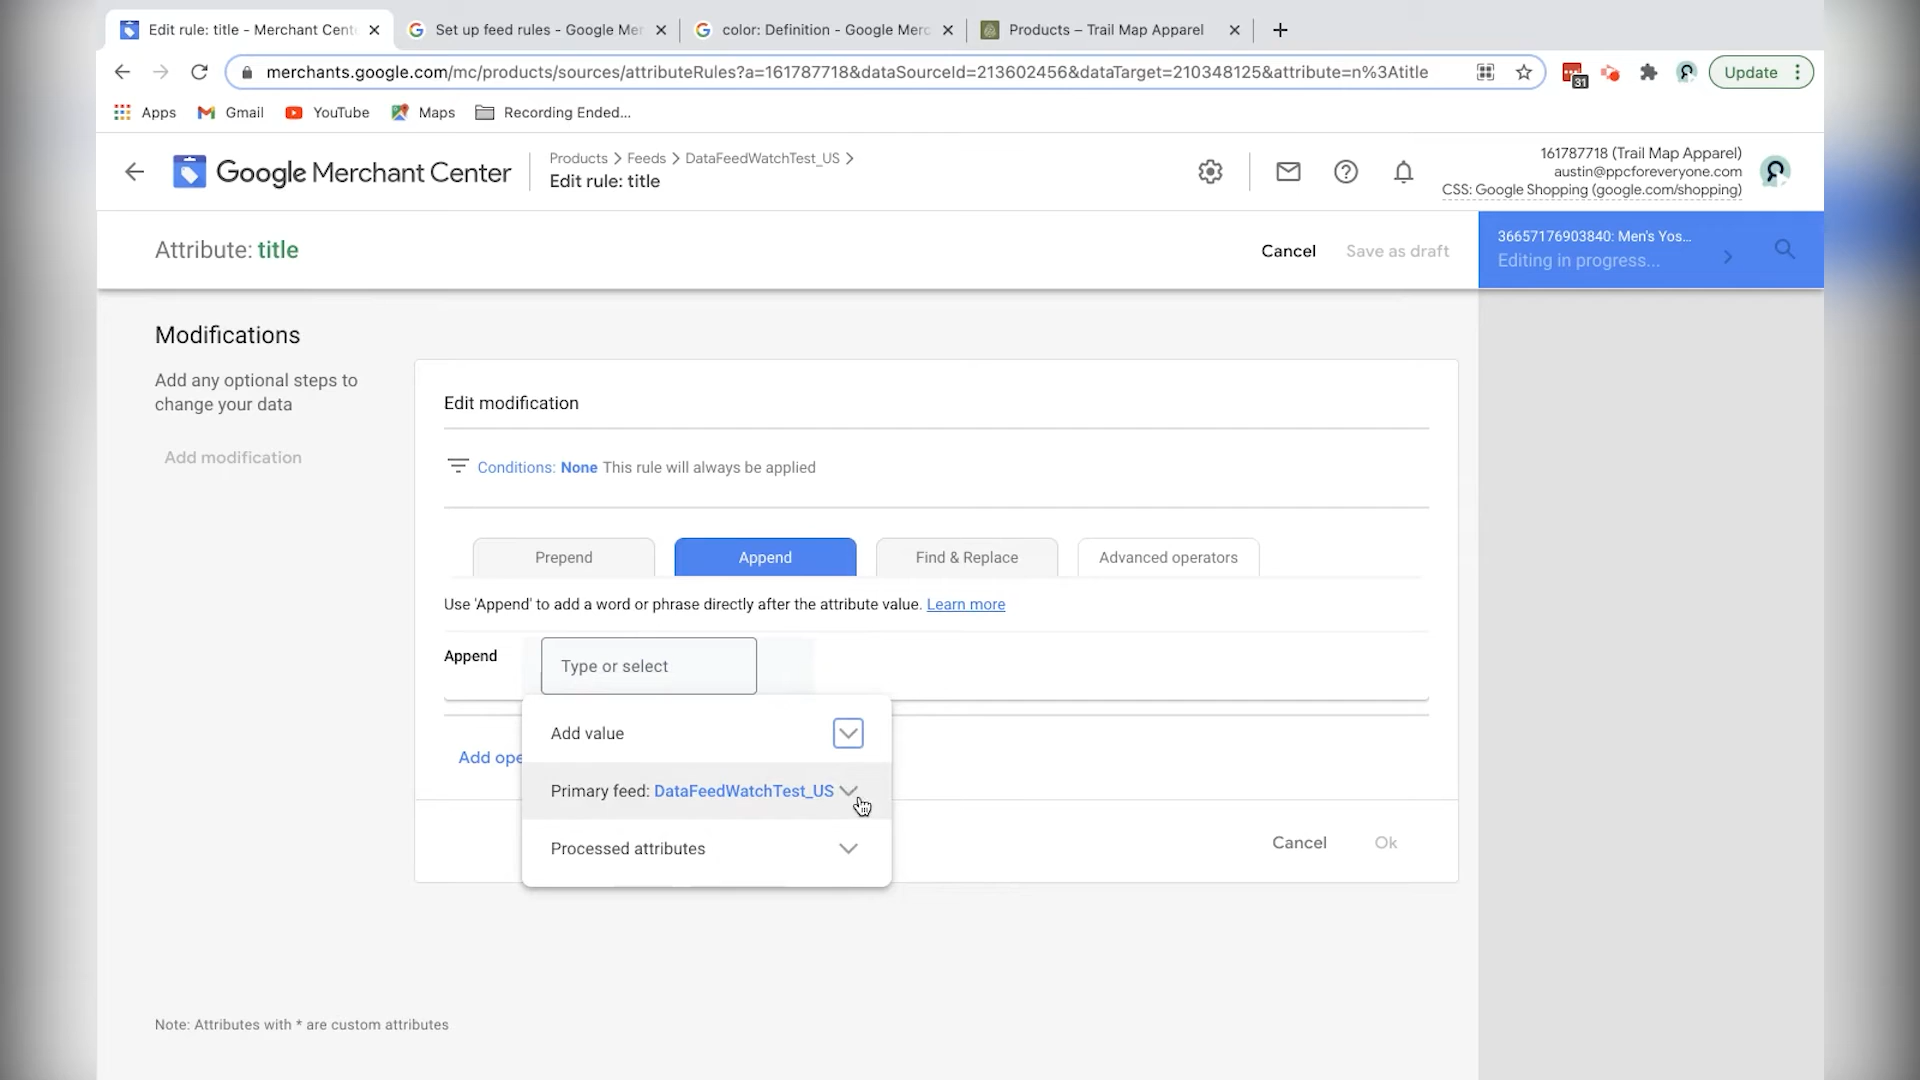 Edit rule: title - Merchant Cente
Set up feed rules - Google Mer
color: Definition - Google Merc
Products – Trail Map Apparel
merchants.google.com/mc/products/sources/attributeRules?a=161787718&dataSourceId=213602456&dataTarget=210348125&attribute=n%3Atitle
31
Update
Apps
Gmail
YouTube
Maps
Recording Ended...
Google Merchant Center
Products > Feeds > DataFeedWatchTest_US >
Edit rule: title
161787718 (Trail Map Apparel)
austin@ppcforeveryone.com
CSS: Google Shopping (google.com/shopping)
Attribute: title
Cancel
Save as draft
36657176903840: Men's Yos...
Editing in progress...
Modifications
Add any optional steps to
change your data
Add modification
Edit modification
Conditions: None This rule will always be applied
Prepend
Append
Find & Replace
Advanced operators
Use 'Append' to add a word or phrase directly after the attribute value. Learn more
Append
Type or select
Add value
Add ope
Primary feed: DataFeedWatchTest_US
Processed attributes
Cancel
Ok
Note: Attributes with * are custom attributes